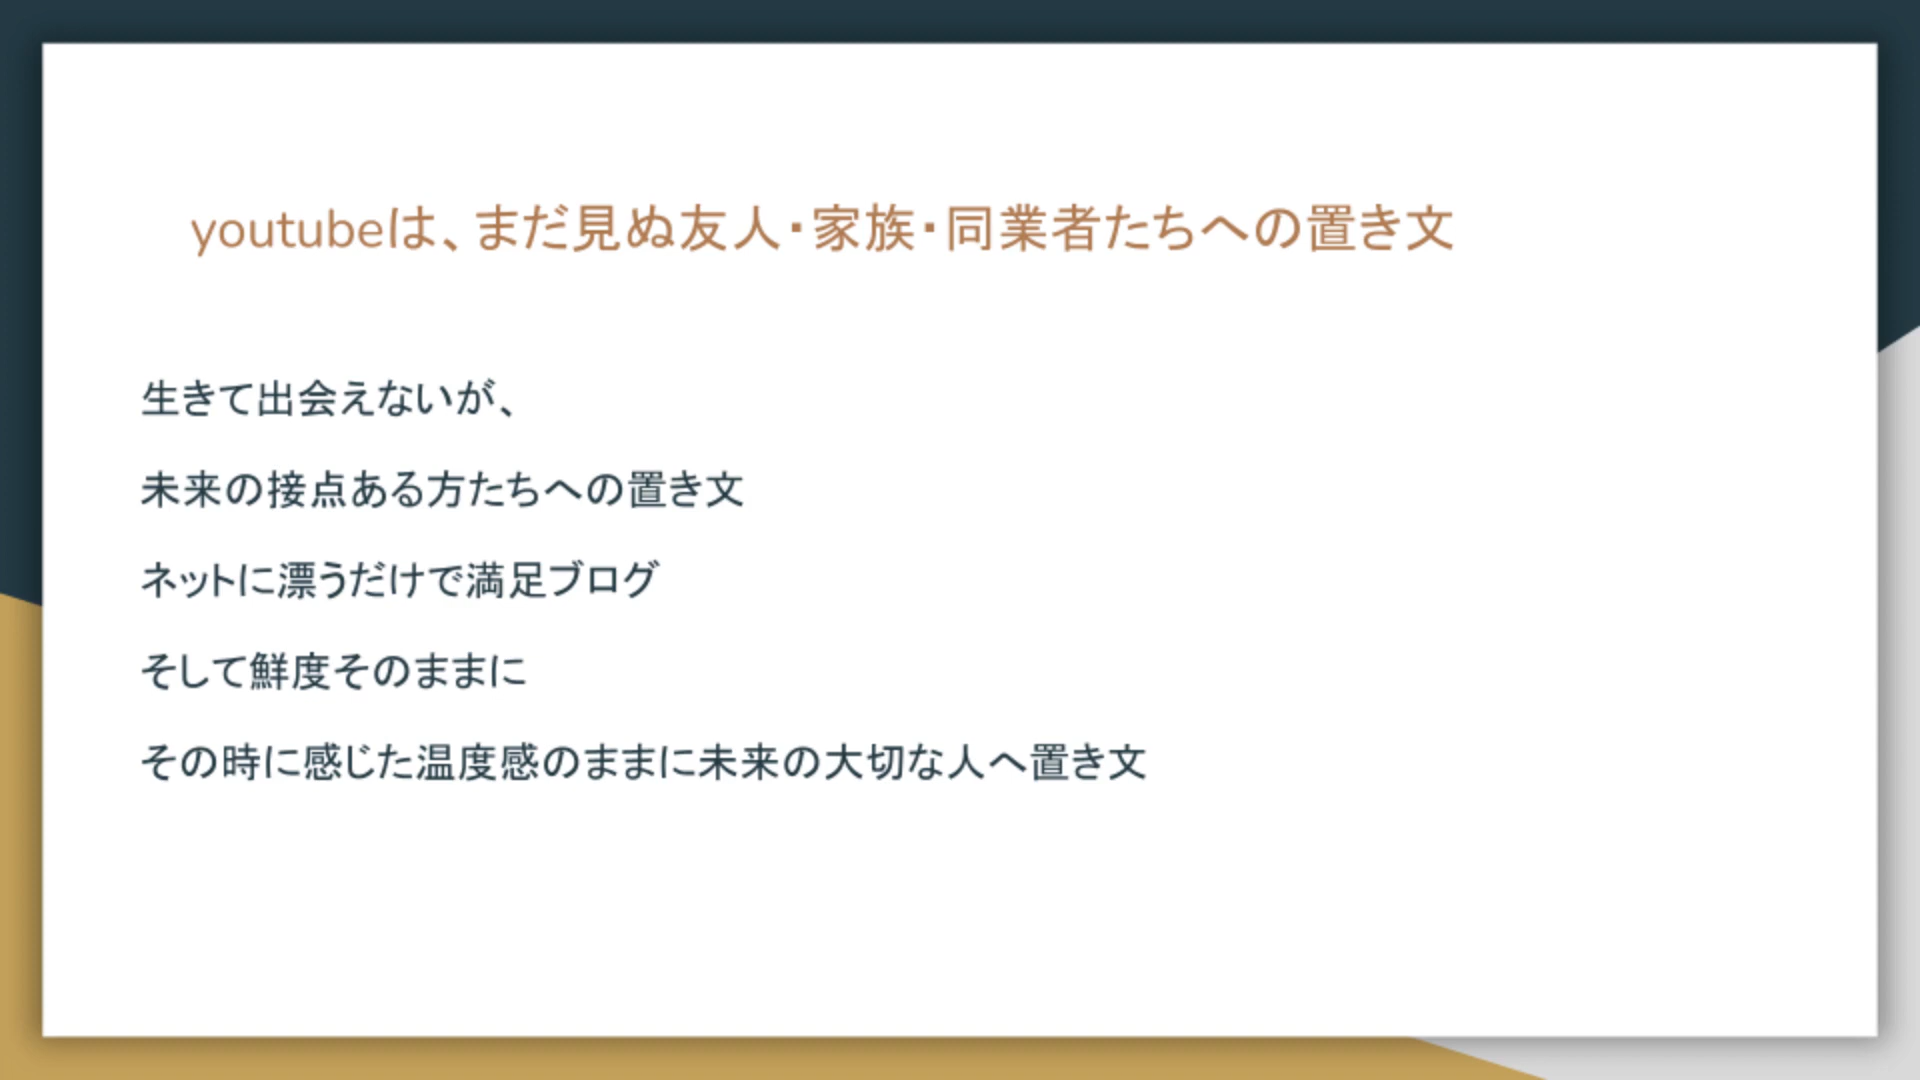 youtubeは、まだ見ぬ友人・家族・同業者たちへの置き文
生きて出会えないが、
未来の接点ある方たちへの置き文
ネットに漂うだけで満足ブログ
そして鮮度そのままに
その時に感じた温度感のままに未来の大切な人へ置き文